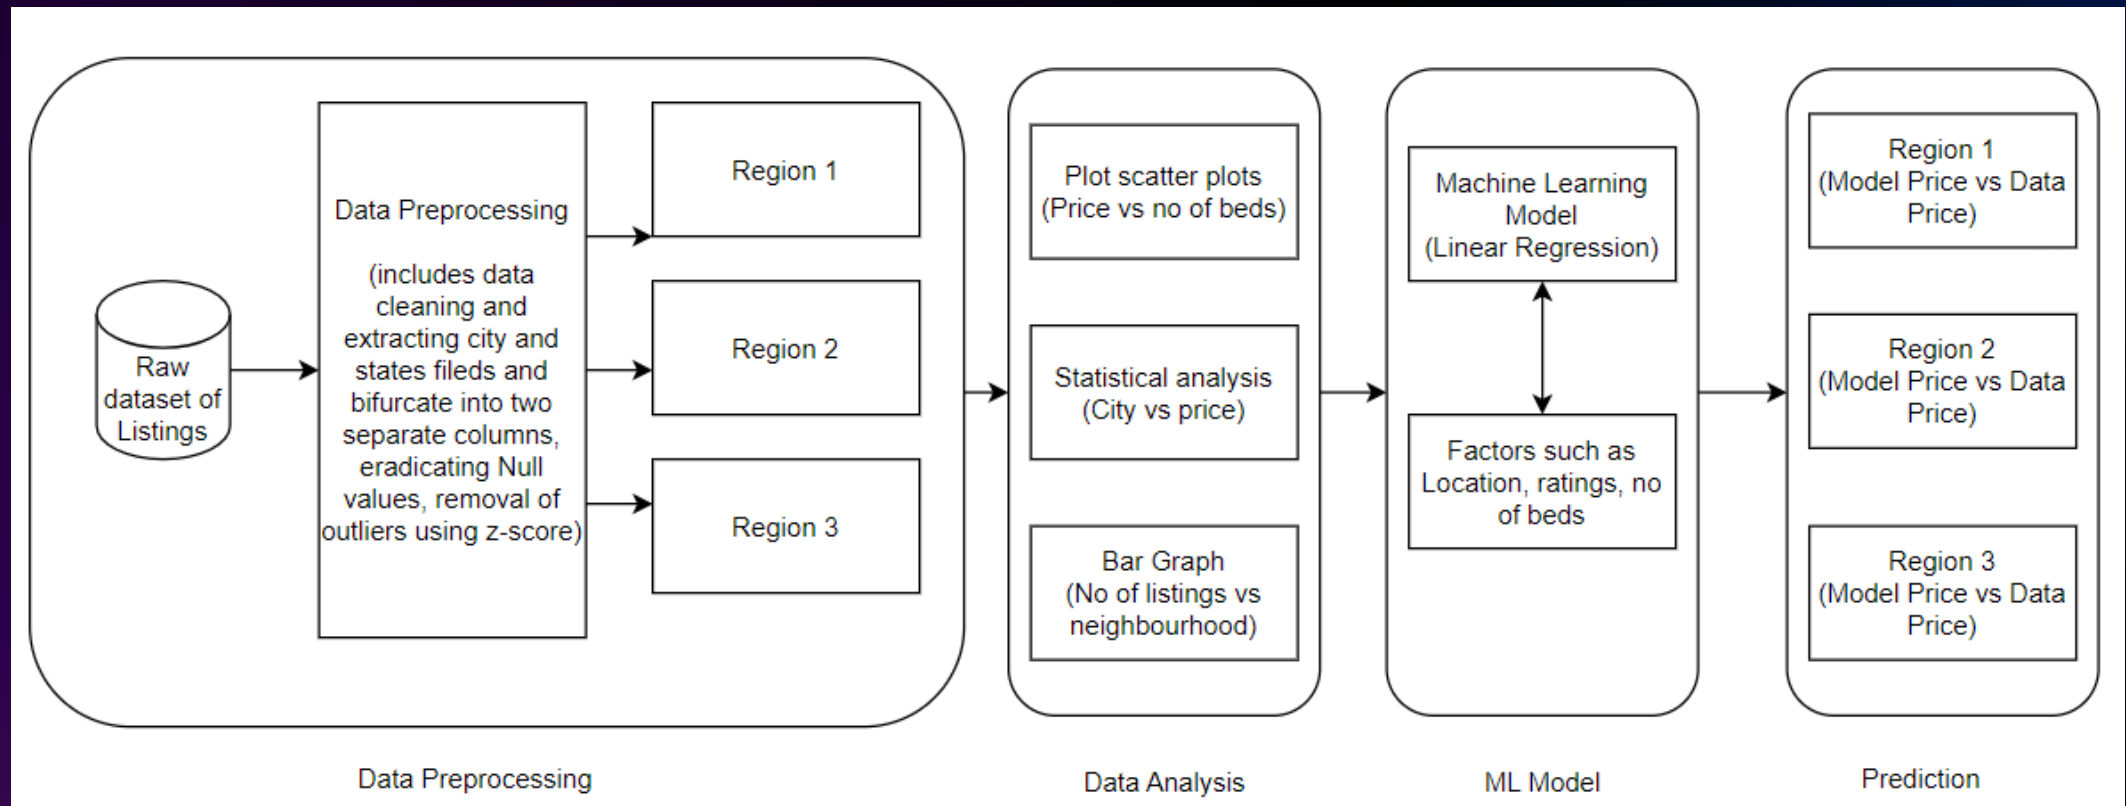 Raw
dataset of
Listings
Data Preprocessing
(includes data
cleaning and
extracting city and
states fileds and
bifurcate into two
separate columns,
eradicating Null
values, removal of
outliers using z-score)
Region 1
Region 2
Region 3
Data Preprocessing
Plot scatter plots
(Price vs no of beds)
Statistical analysis
(City vs price)
Bar Graph
(No of listings vs
neighbourhood)
Data Analysis
Machine Learning
Model
(Linear Regression)
Factors such as
Location, ratings, no
of beds
ML Model
Region 1
(Model Price vs Data
Price)
Region 2
(Model Price vs Data
Price)
Region 3
(Model Price vs Data
Price)
Prediction